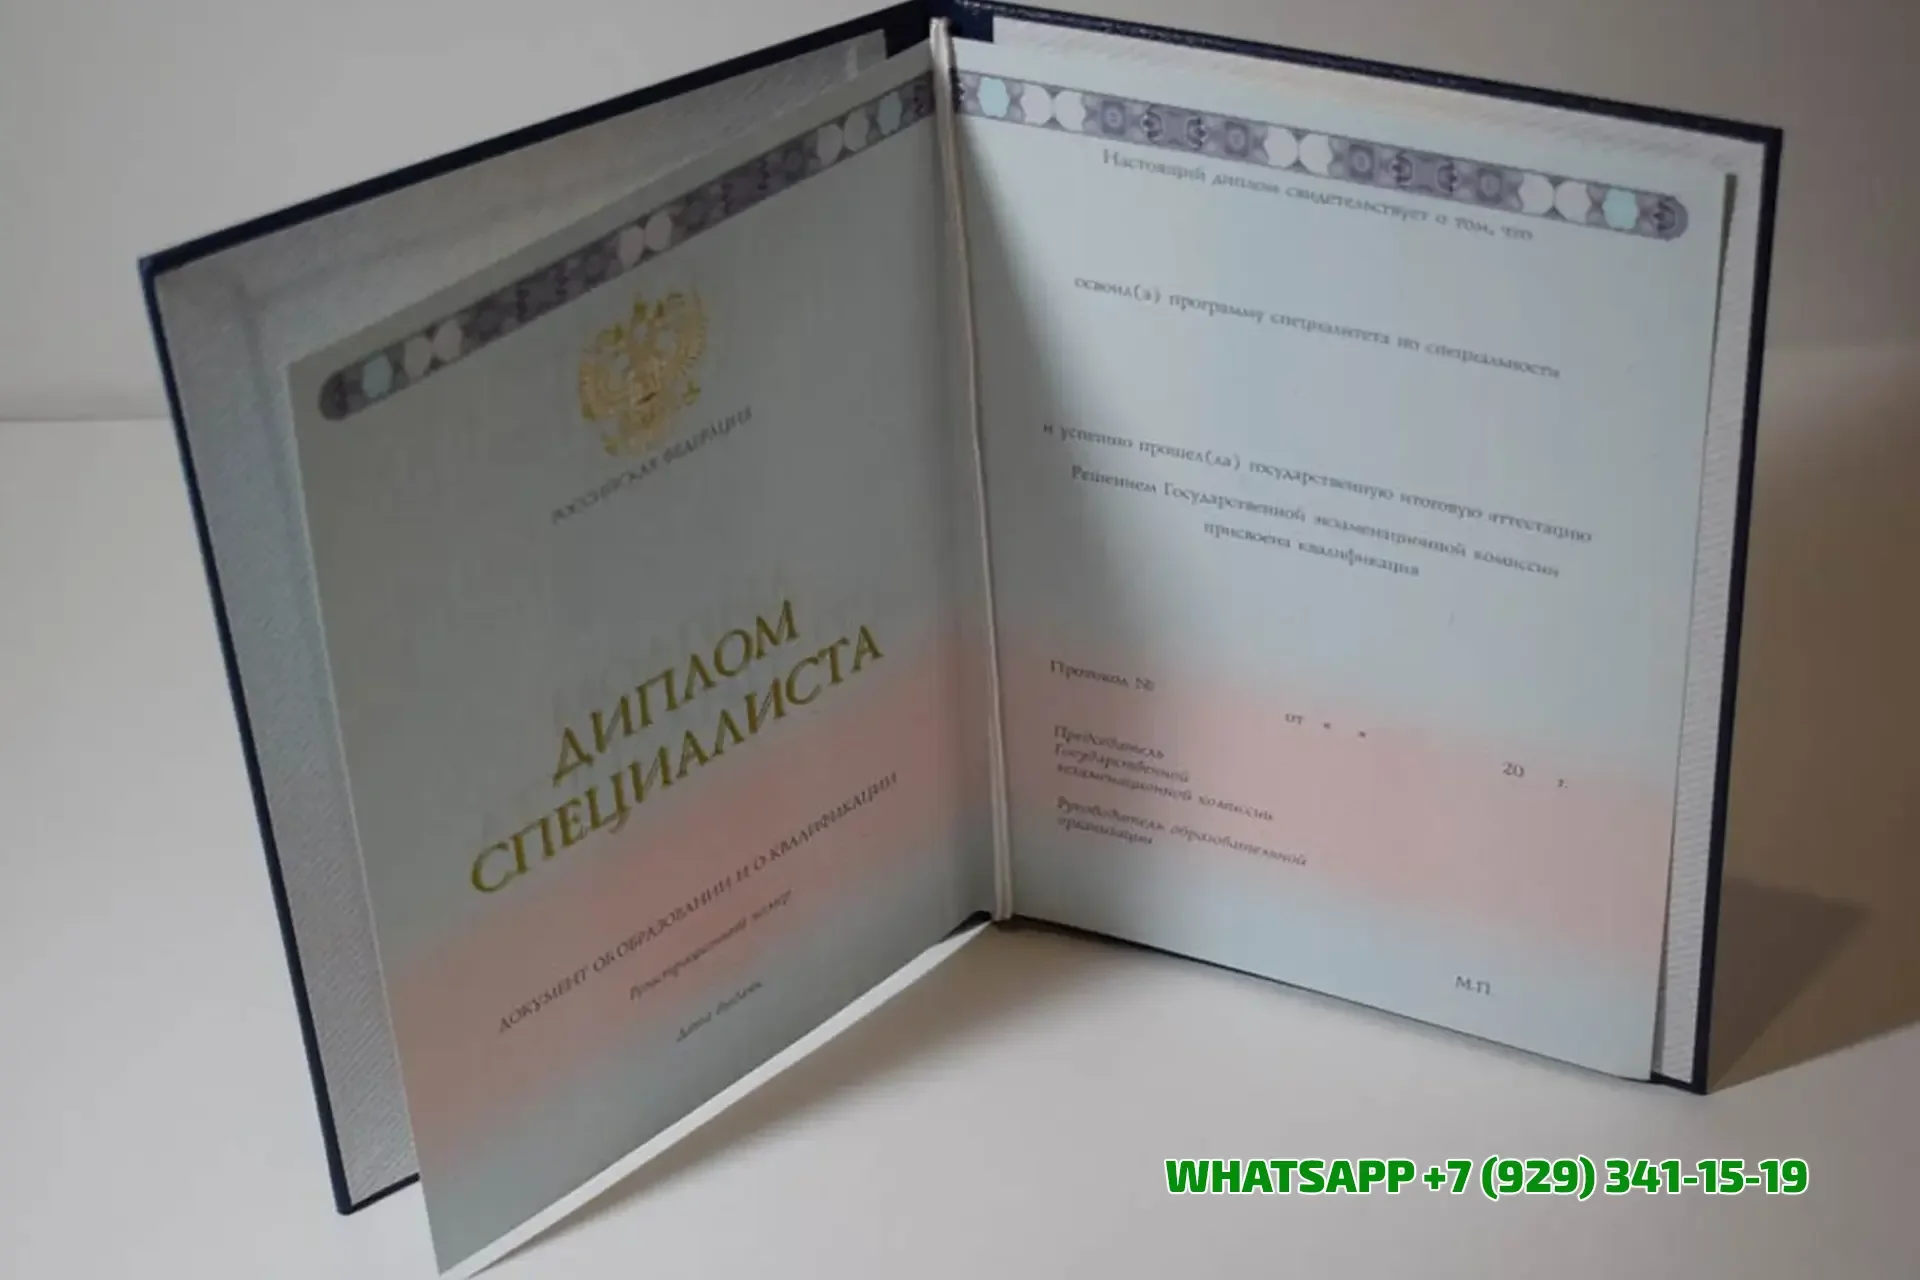 РОССИЙСКАЯ ФЕДЕРАЦИЯ
ДИПЛОМ
СПЕЦИАЛИСТА
ДОКУМЕНТ ОБ ОБРАЗОВАНИИ И О КВАЛИФИКАЦИИ
Регистрационный номер
Дата выдачи
Настоящий диплом свидетельствует о том, что
освоил(а) программу специалитета по специальности
и успешно прошел(ла) государственную итоговую аттестацию
Решением Государственной экзаменационной комиссии
присвоена квалификация
Протокол №
от « »
20 г.
Председатель
Государственной
экзаменационной комиссии
Руководитель образовательной
организации
М.П.
WHATSAPP +7 (929) 341-15-19